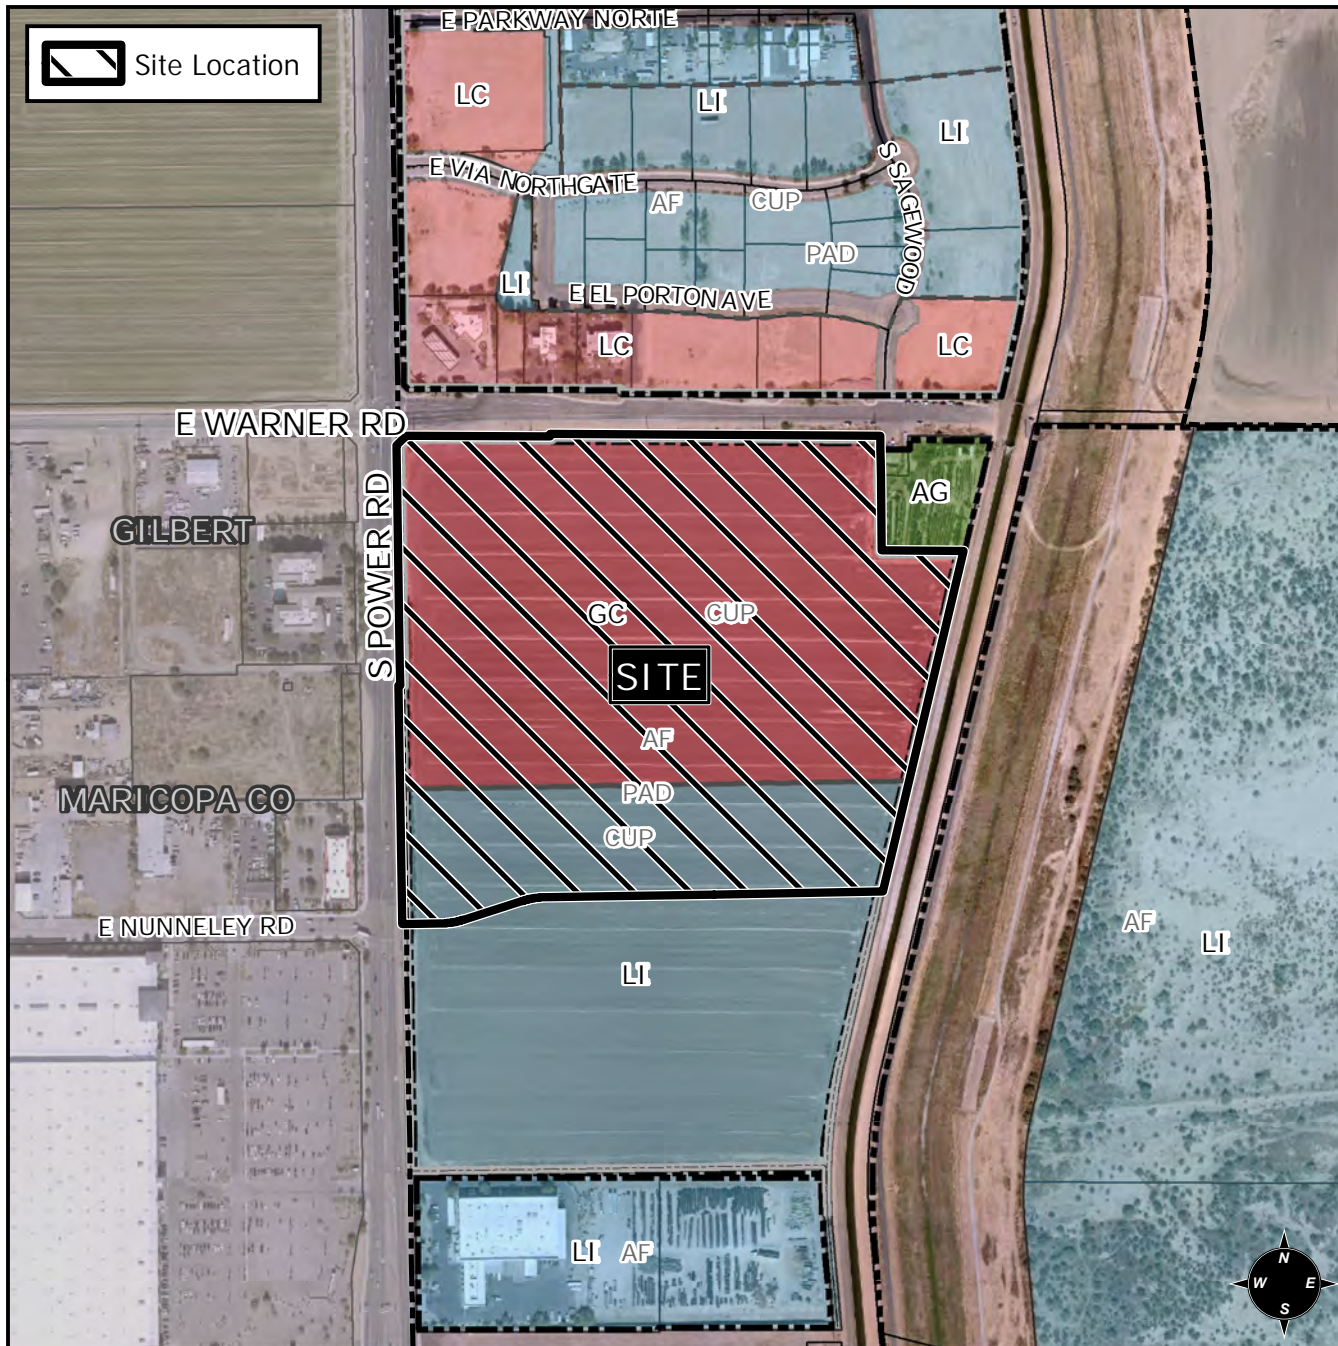 E PARKWAY NORTE
Site Location
LC
LI
LI
E VIA NORTHGATE
S SAGEWOOD
AF
CUP
PAD
LI
E EL PORTON AVE
LC
LC
E WARNER RD
S POWER RD
AG
GILBERT
GC
CUP
SITE
AF
PAD
MARICOPA CO
CUP
E NUNNELEY RD
AF
LI
LI
LI
AF
N
W
E
S